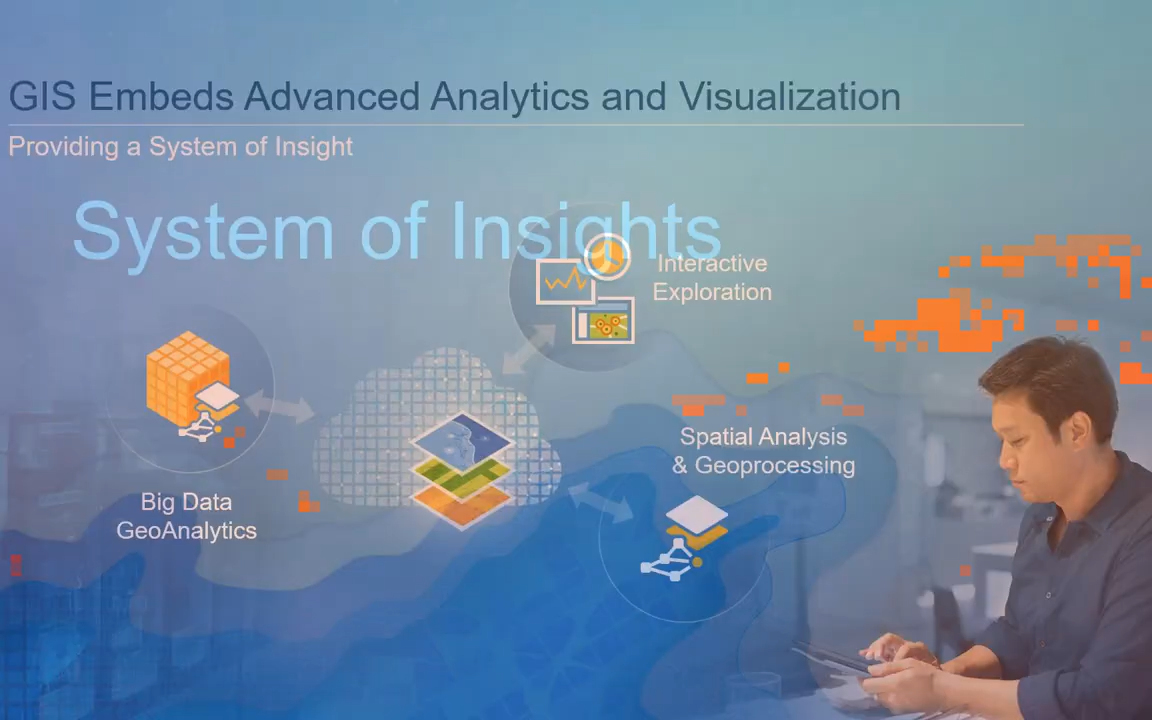 GIS Embeds Advanced Analytics and Visualization
Providing a System of Insight
System of Insights
Interactive
Exploration
Spatial Analysis
& Geoprocessing
Big Data
GeoAnalytics